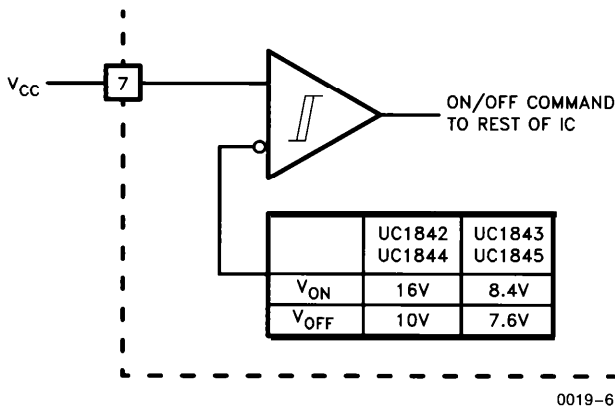 V_CC
7
ON/OFF COMMAND
TO REST OF IC
UC1842 UC1843
UC1844 UC1845
V_ON 16V 8.4V
V_OFF 10V 7.6V
0019-6